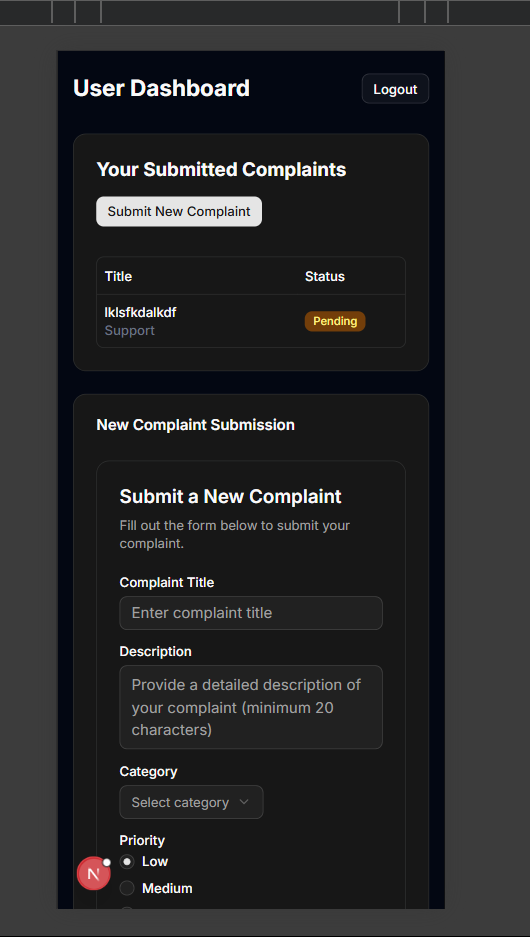 User Dashboard
Logout
Your Submitted Complaints
Submit New Complaint
Title Status
lklsfkdalkdf
Support
Pending
New Complaint Submission
Submit a New Complaint
Fill out the form below to submit your
complaint.
Complaint Title
Enter complaint title
Description
Provide a detailed description of
your complaint (minimum 20
characters)
Category
Select category
Priority
Low
N
Medium